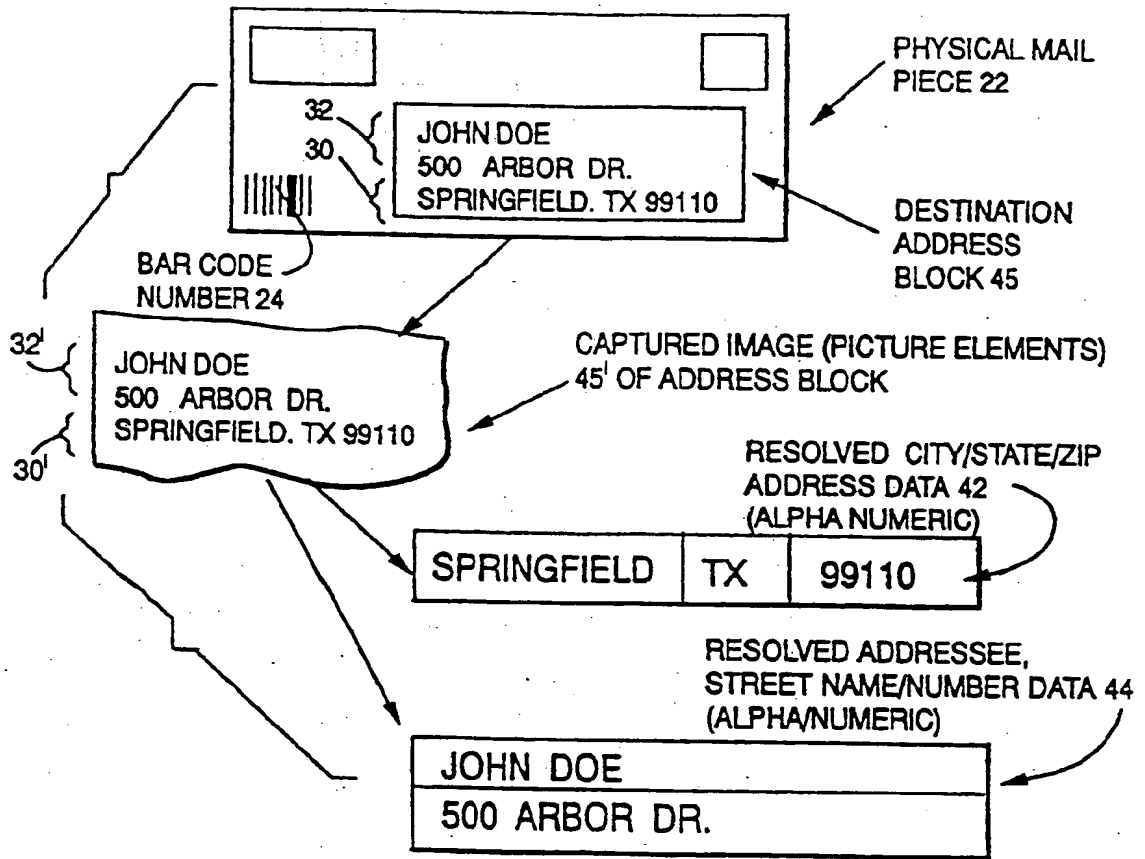 PHYSICAL MAIL
PIECE 22
32
30
JOHN DOE
500 ARBOR DR.
SPRINGFIELD. TX 99110
DESTINATION
ADDRESS
BLOCK 45
BAR CODE
NUMBER 24
32'
30'
JOHN DOE
500 ARBOR DR.
SPRINGFIELD. TX 99110
CAPTURED IMAGE (PICTURE ELEMENTS)
45' OF ADDRESS BLOCK
RESOLVED CITY/STATE/ZIP
ADDRESS DATA 42
(ALPHA NUMERIC)
SPRINGFIELD TX 99110
RESOLVED ADDRESSEE,
STREET NAME/NUMBER DATA 44
(ALPHA/NUMERIC)
JOHN DOE
500 ARBOR DR.